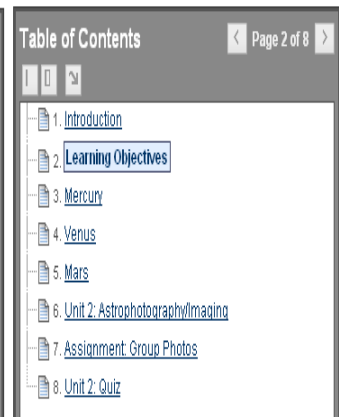 Table of Contents < Page 2 of 8 >
1. Introduction
2. Learning Objectives
3. Mercury
4. Venus
5. Mars
6. Unit 2: Astrophotography/Imaging
7. Assignment: Group Photos
8. Unit 2: Quiz